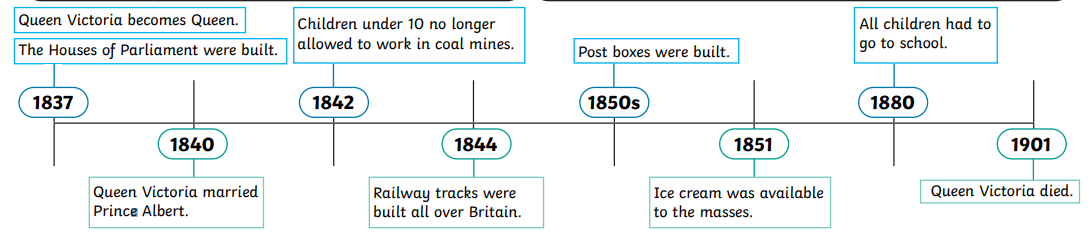 Queen Victoria becomes Queen.
The Houses of Parliament were built.
1837
1840
Queen Victoria married
Prince Albert.
Children under 10 no longer
allowed to work in coal mines.
1842
1844
Railway tracks were
built all over Britain.
Post boxes were built.
1850s
1851
Ice cream was available
to the masses.
All children had to
go to school.
1880
1901
Queen Victoria died.